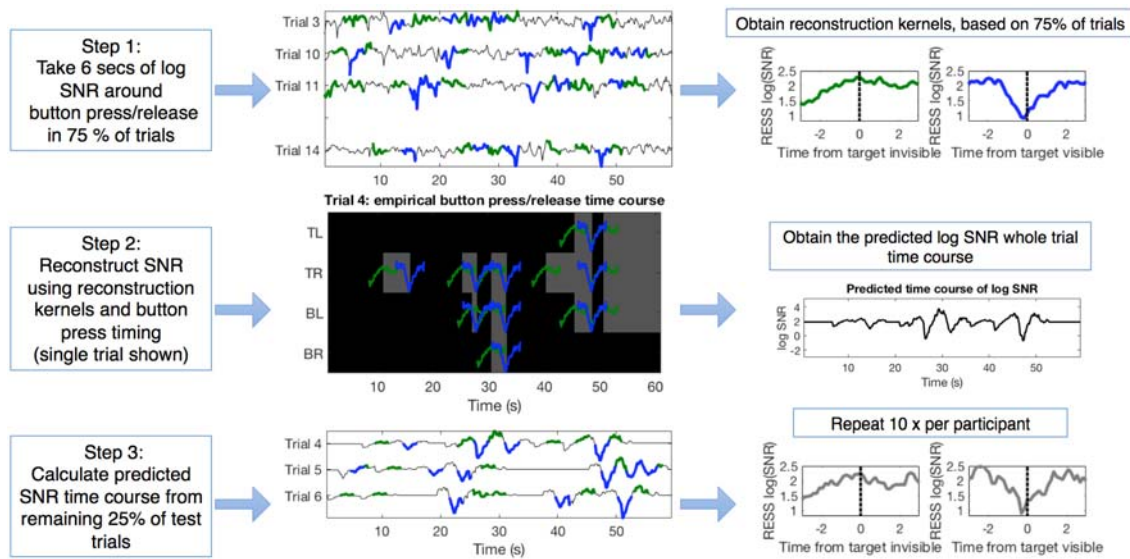 Step 1:
Take 6 secs of log
SNR around
button press/release
in 75 % of trials
Trial 3
Trial 10
Trial 11
Trial 14
10 20 30 40 50
Obtain reconstruction kernels, based on 75% of trials
RESS log(SNR)
2.5
2
1.5
1
-2 0 2
Time from target invisible
RESS log(SNR)
2.5
2
1.5
1
-2 0 2
Time from target visible
Step 2:
Reconstruct SNR
using reconstruction
kernels and button
press timing
(single trial shown)
Trial 4: empirical button press/release time course
TL
TR
BL
BR
10 20 30 40 50 60
Time (s)
Obtain the predicted log SNR whole trial
time course
Predicted time course of log SNR
log SNR
4
2
0
-2
10 20 30 40 50
Time (s)
Step 3:
Calculate predicted
SNR time course from
remaining 25% of test
trials
Trial 4
Trial 5
Trial 6
10 20 30 40 50
Time (s)
Repeat 10 x per participant
RESS log(SNR)
2.5
2
1.5
1
-2 0 2
Time from target invisible
RESS log(SNR)
2.5
2
1.5
1
-2 0 2
Time from target visible